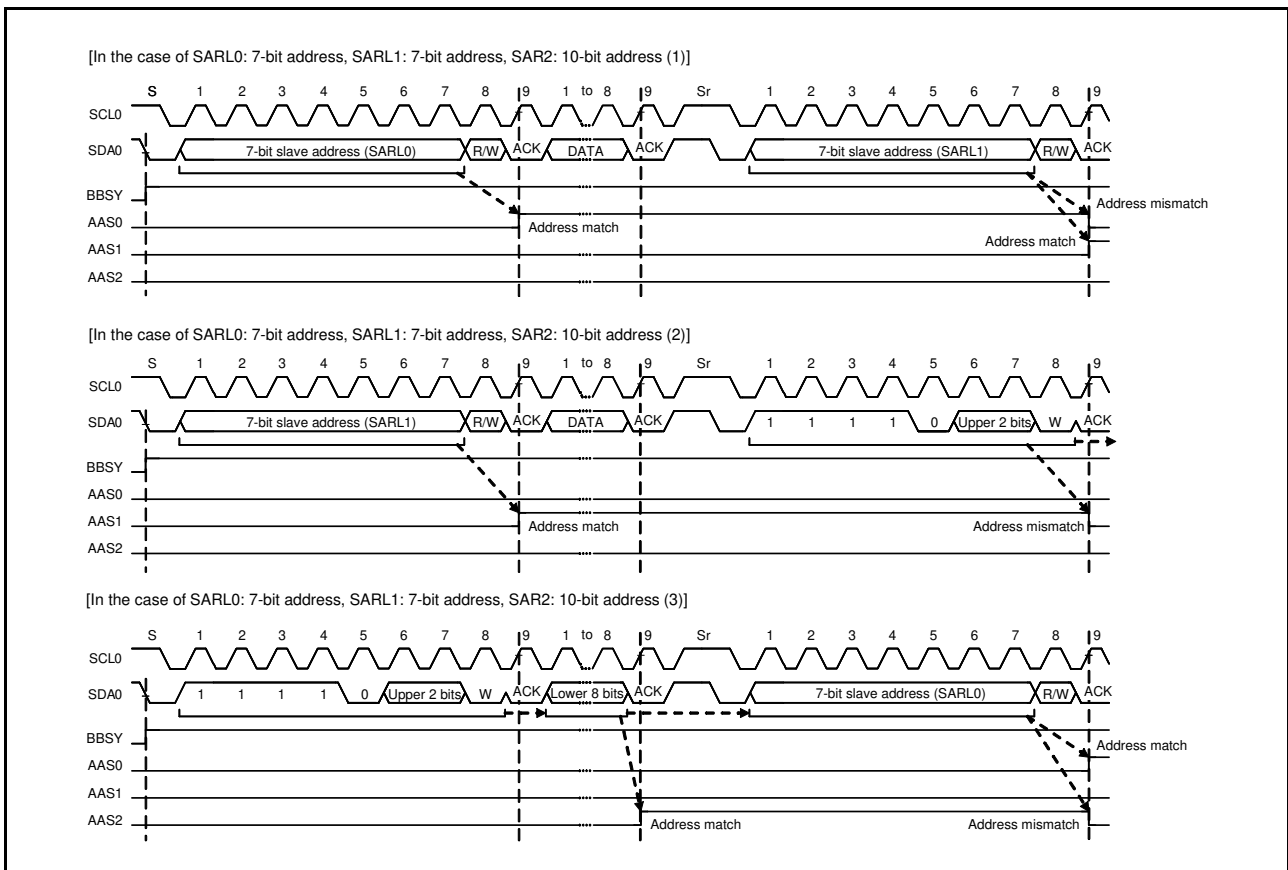 [In the case of SARL0: 7-bit address, SARL1: 7-bit address, SAR2: 10-bit address (1)]
S 1 2 3 4 5 6 7 8 9 1 to 8 9 Sr 1 2 3 4 5 6 7 8 9
SCL0
SDA0 7-bit slave address (SARL0) R/W ACK DATA ACK 7-bit slave address (SARL1) R/W ACK
BBSY
Address mismatch
AAS0
Address match
AAS1
Address match
AAS2
[In the case of SARL0: 7-bit address, SARL1: 7-bit address, SAR2: 10-bit address (2)]
S 1 2 3 4 5 6 7 8 9 1 to 8 9 Sr 1 2 3 4 5 6 7 8 9
SCL0
SDA0 7-bit slave address (SARL1) R/W ACK DATA ACK 1 1 1 1 0 Upper 2 bits W ACK
BBSY
AAS0
AAS1
Address match Address mismatch
AAS2
[In the case of SARL0: 7-bit address, SARL1: 7-bit address, SAR2: 10-bit address (3)]
S 1 2 3 4 5 6 7 8 9 1 to 8 9 Sr 1 2 3 4 5 6 7 8 9
SCL0
SDA0 1 1 1 1 0 Upper 2 bits W ACK Lower 8 bits ACK 7-bit slave address (SARL0) R/W ACK
BBSY
Address match
AAS0
AAS1
AAS2
Address match Address mismatch